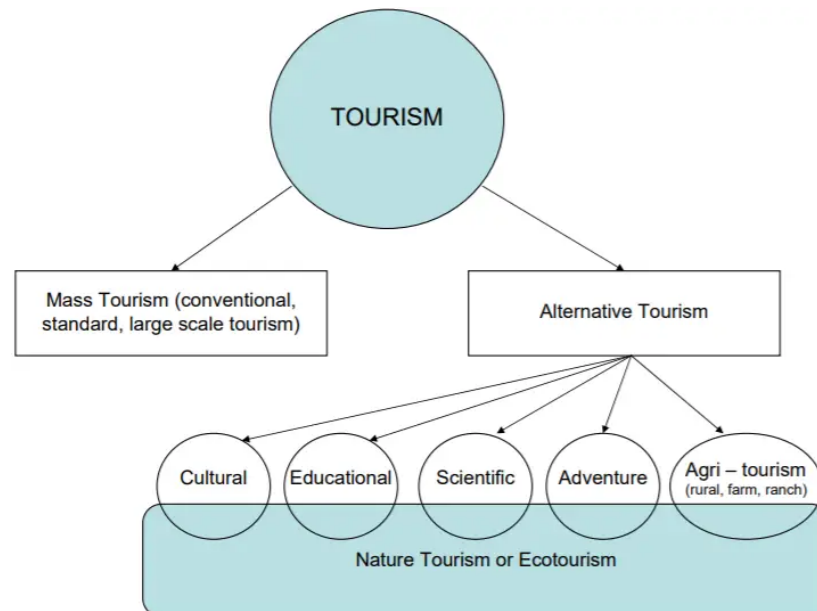 TOURISM
Mass Tourism (conventional,
standard, large scale tourism)
Alternative Tourism
Cultural
Educational
Scientific
Adventure
Agri – tourism
(rural, farm, ranch)
Nature Tourism or Ecotourism